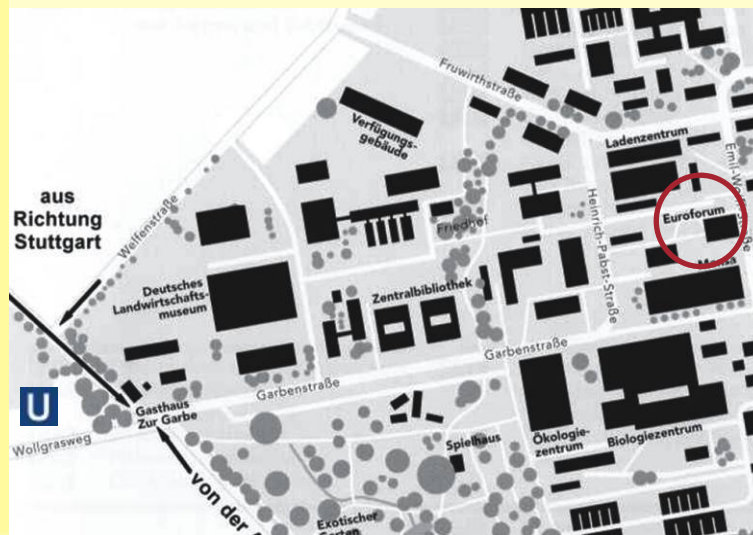 Fruwirthstraße
Verfügungs-
gebäude
Ladenzentrum
aus
Richtung
Stuttgart
Welfenstraße
Friedhof
Heinrich-Pabst-Straße
Euroforum
Mensa
Deutsches
Landwirtschafts-
museum
Zentralbibliothek
Garbenstraße
Garbenstraße
U
Gasthaus
Zur Garbe
Wollgrasweg
Spielhaus
Ökologie-
zentrum
Biologiezentrum
von der
Exotischer
Garten